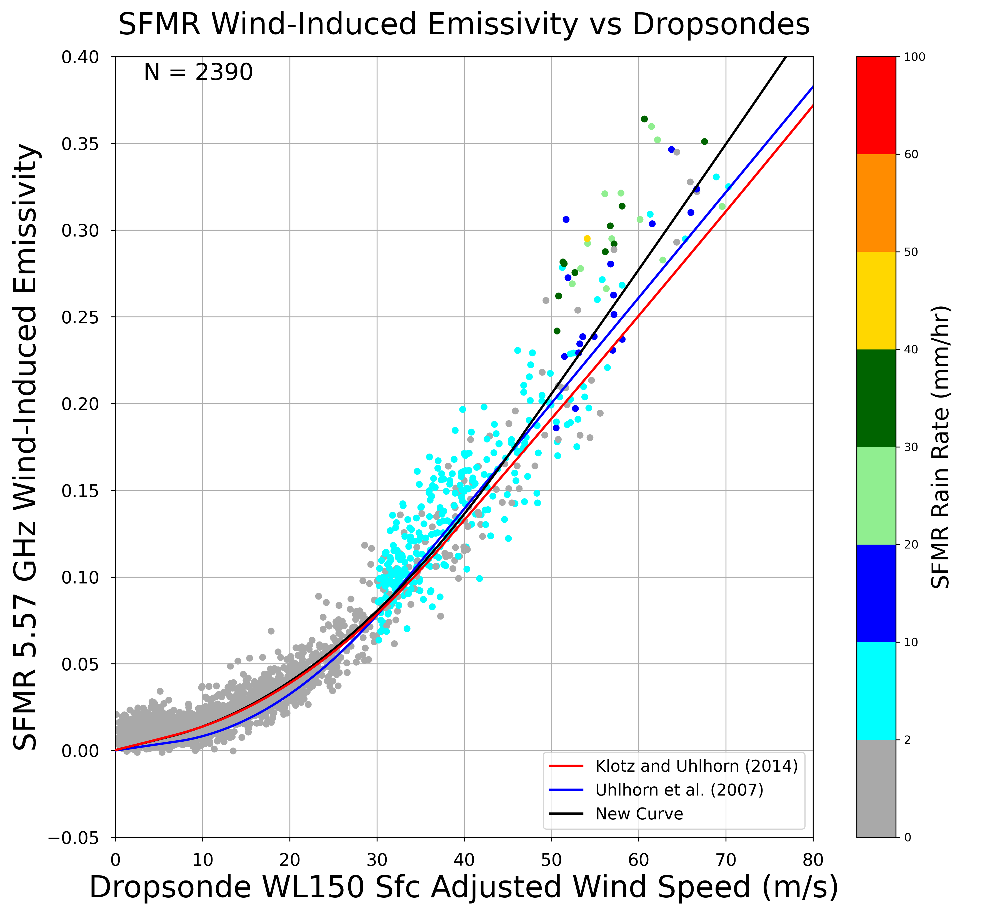 SFMR Wind-Induced Emissivity vs Dropsondes
N = 2390
SFMR 5.57 GHz Wind-Induced Emissivity
0.40
0.35
0.30
0.25
0.20
0.15
0.10
0.05
0.00
−0.05
0 10 20 30 40 50 60 70 80
Dropsonde WL150 Sfc Adjusted Wind Speed (m/s)
Klotz and Uhlhorn (2014)
Uhlhorn et al. (2007)
New Curve
100
60
50
40
30
20
10
2
0
SFMR Rain Rate (mm/hr)